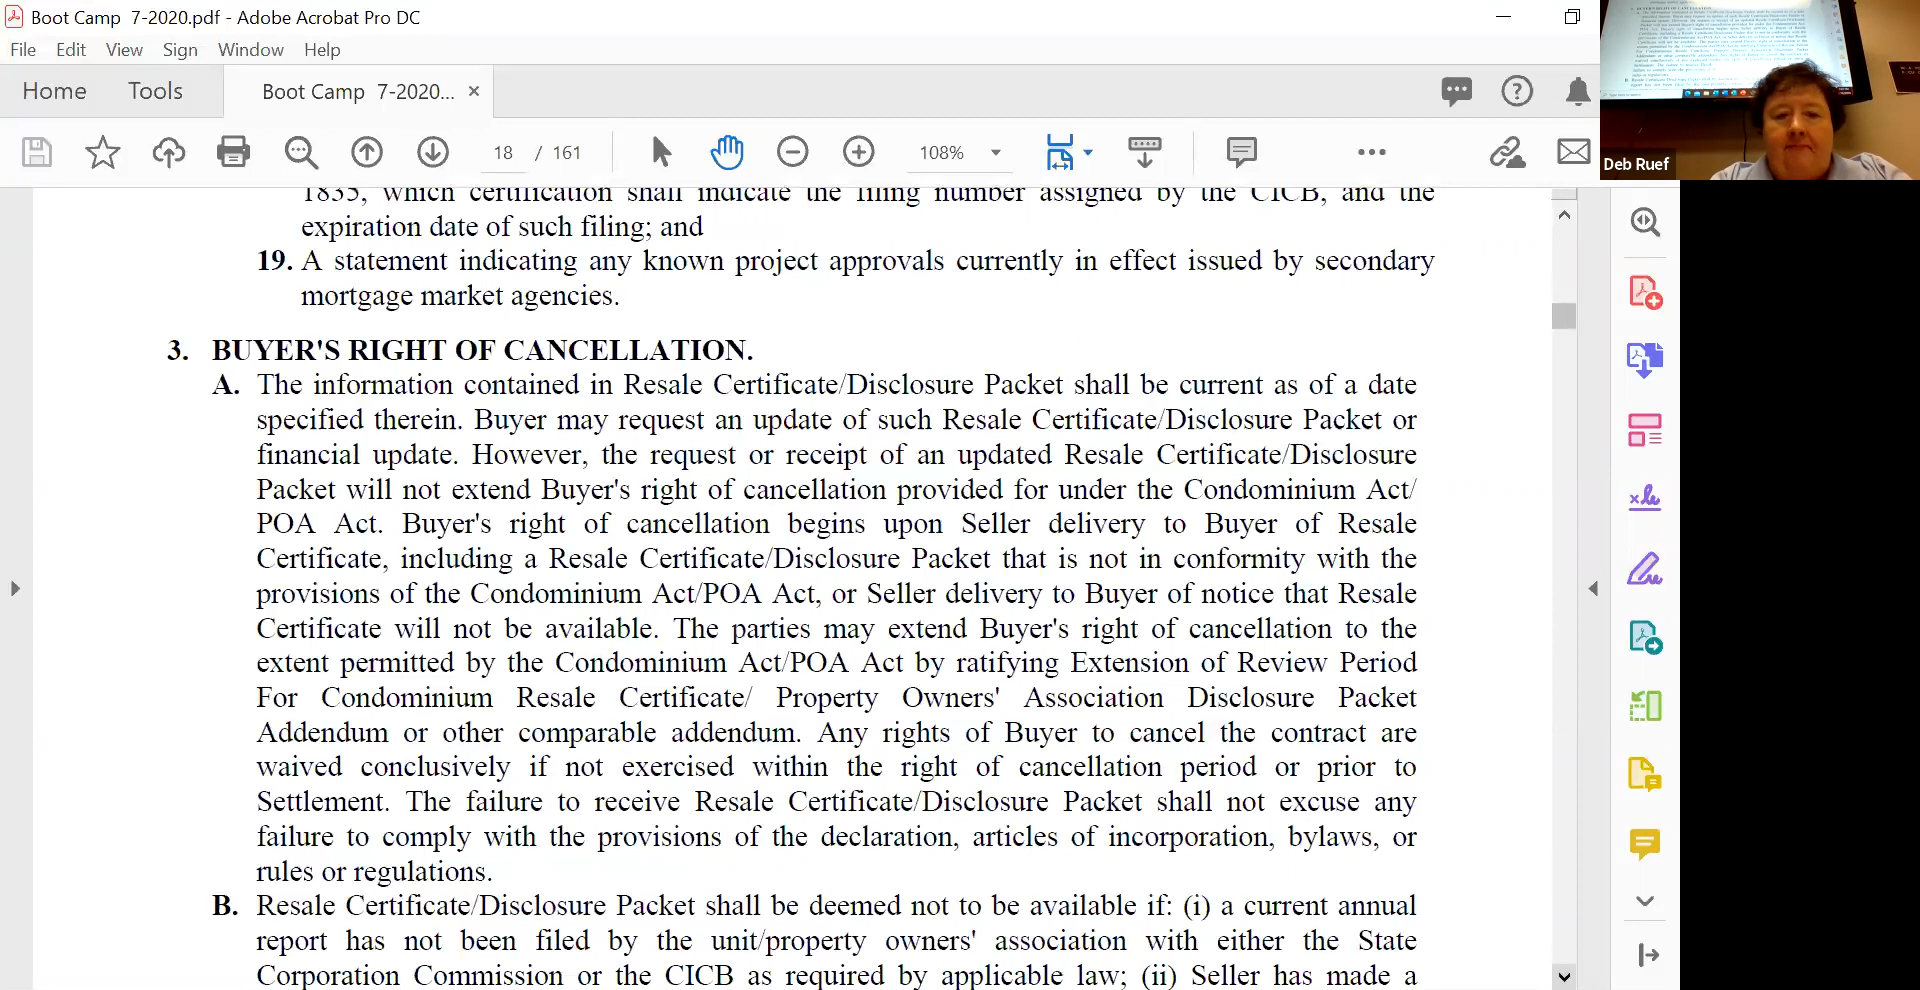 Boot Camp 7-2020.pdf - Adobe Acrobat Pro DC
File Edit View Sign Window Help
Home Tools Boot Camp 7-2020... ×
18 / 161 108%
Deb Ruef
1835, which certification shall indicate the filing number assigned by the CICB, and the
expiration date of such filing; and
19. A statement indicating any known project approvals currently in effect issued by secondary
mortgage market agencies.
3. BUYER'S RIGHT OF CANCELLATION.
A. The information contained in Resale Certificate/Disclosure Packet shall be current as of a date
specified therein. Buyer may request an update of such Resale Certificate/Disclosure Packet or
financial update. However, the request or receipt of an updated Resale Certificate/Disclosure
Packet will not extend Buyer's right of cancellation provided for under the Condominium Act/
POA Act. Buyer's right of cancellation begins upon Seller delivery to Buyer of Resale
Certificate, including a Resale Certificate/Disclosure Packet that is not in conformity with the
provisions of the Condominium Act/POA Act, or Seller delivery to Buyer of notice that Resale
Certificate will not be available. The parties may extend Buyer's right of cancellation to the
extent permitted by the Condominium Act/POA Act by ratifying Extension of Review Period
For Condominium Resale Certificate/ Property Owners' Association Disclosure Packet
Addendum or other comparable addendum. Any rights of Buyer to cancel the contract are
waived conclusively if not exercised within the right of cancellation period or prior to
Settlement. The failure to receive Resale Certificate/Disclosure Packet shall not excuse any
failure to comply with the provisions of the declaration, articles of incorporation, bylaws, or
rules or regulations.
B. Resale Certificate/Disclosure Packet shall be deemed not to be available if: (i) a current annual
report has not been filed by the unit/property owners' association with either the State
Corporation Commission or the CICB as required by applicable law; (ii) Seller has made a